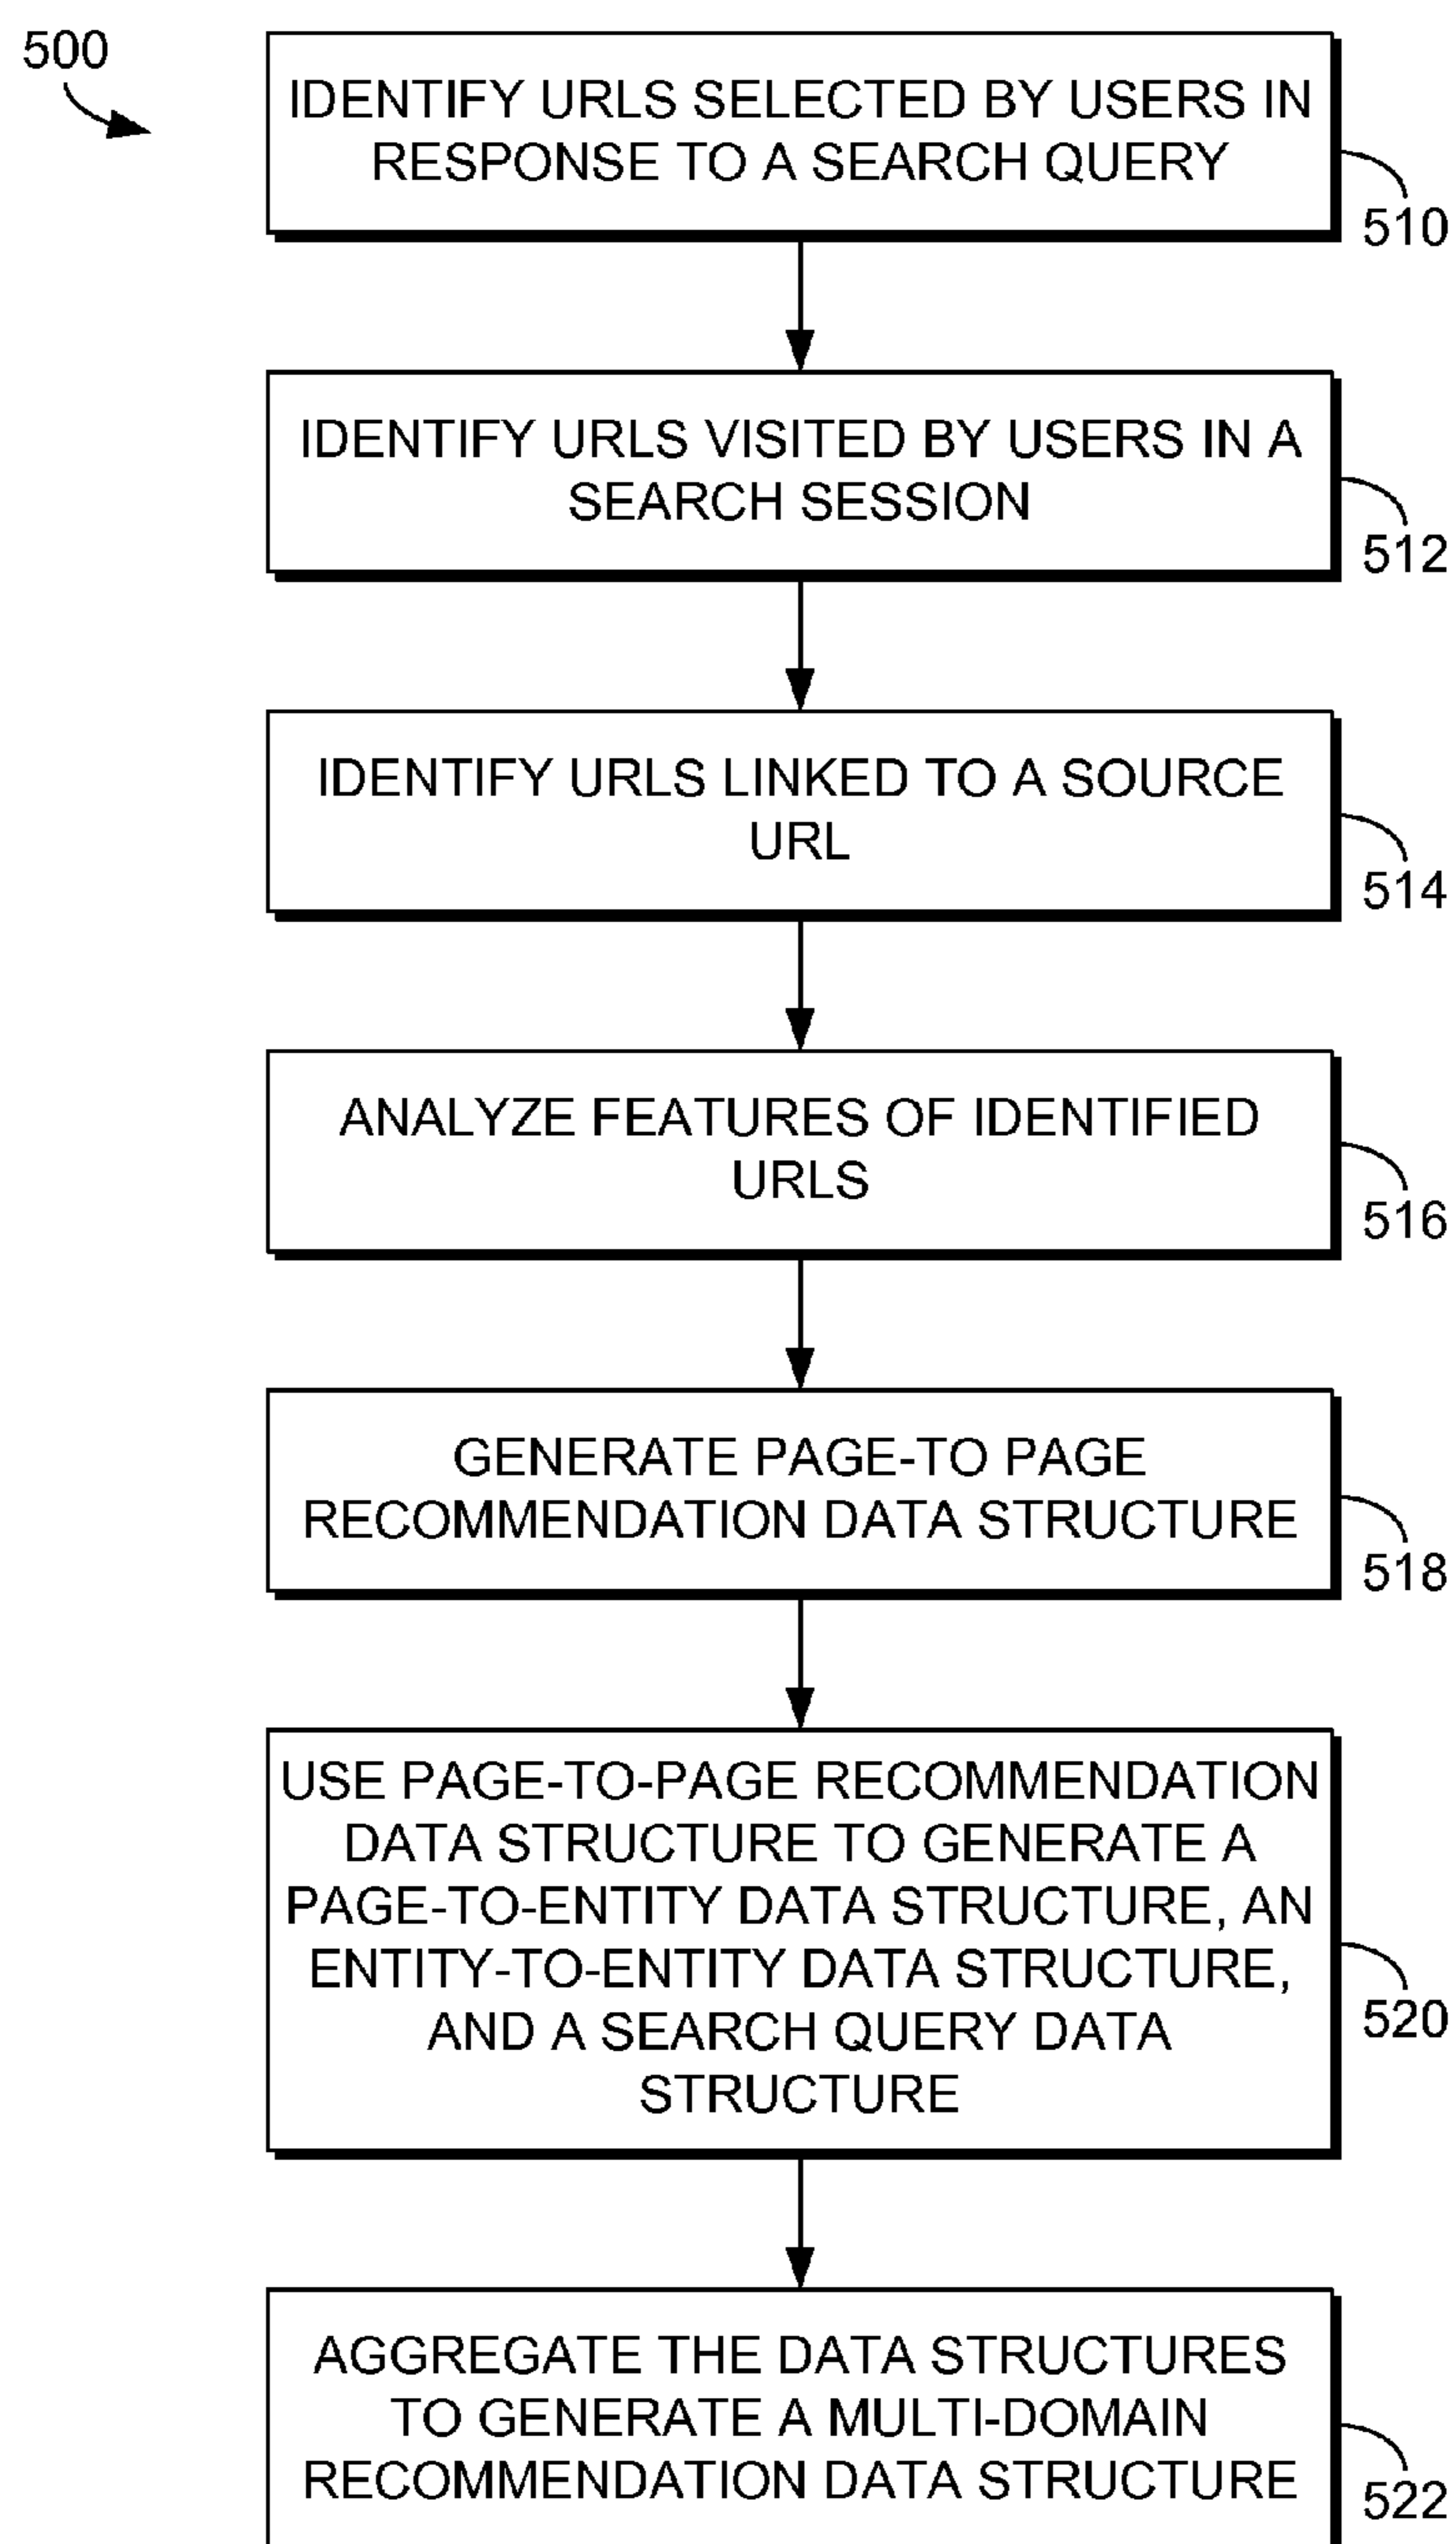 500
IDENTIFY URLS SELECTED BY USERS IN
RESPONSE TO A SEARCH QUERY
510
IDENTIFY URLS VISITED BY USERS IN A
SEARCH SESSION
512
IDENTIFY URLS LINKED TO A SOURCE
URL
514
ANALYZE FEATURES OF IDENTIFIED
URLS
516
GENERATE PAGE-TO PAGE
RECOMMENDATION DATA STRUCTURE
518
USE PAGE-TO-PAGE RECOMMENDATION
DATA STRUCTURE TO GENERATE A
PAGE-TO-ENTITY DATA STRUCTURE, AN
ENTITY-TO-ENTITY DATA STRUCTURE,
AND A SEARCH QUERY DATA
STRUCTURE
520
AGGREGATE THE DATA STRUCTURES
TO GENERATE A MULTI-DOMAIN
RECOMMENDATION DATA STRUCTURE
522